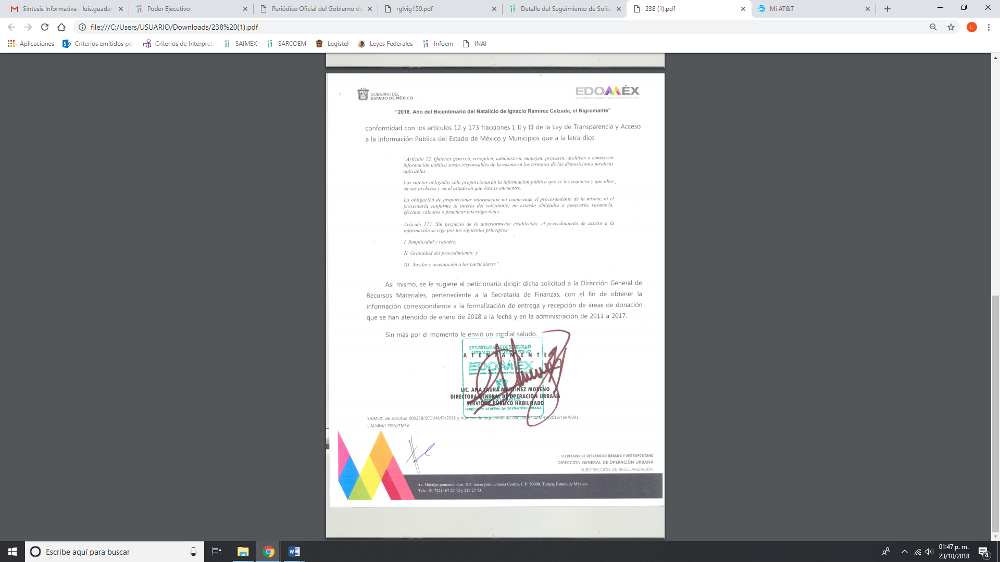 Síntesis Informativa - luis.guadar
Poder Ejecutivo
Periódico Oficial del Gobierno de
rglvig150.pdf
Detalle del Seguimiento de Solici
238 (1).pdf
Mi AT&T
file:///C:/Users/USUARIO/Downloads/238%20(1).pdf
L
Aplicaciones
Criterios emitidos po
Criterios de Interpreta
SAIMEX
SARCOEM
Legistel
Leyes Federales
Infoem
INAI
GOBIERNO DEL
ESTADO DE MÉXICO
EDOMÉX
DECISIONES FIRMES, RESULTADOS FUERTES.
“2018. Año del Bicentenario del Natalicio de Ignacio Ramírez Calzada, el Nigromante”
conformidad con los artículos 12 y 173 fracciones I, II y III de la Ley de Transparencia y Acceso
a la Información Pública del Estado de México y Municipios que a la letra dice:
“Artículo 12. Quienes generen, recopilen, administren, manejen, procesen, archiven o conserven
información pública serán responsables de la misma en los términos de las disposiciones jurídicas
aplicables.
Los sujetos obligados sólo proporcionarán la información pública que se les requiera y que obre
en sus archivos y en el estado en que ésta se encuentre.
La obligación de proporcionar información no comprende el procesamiento de la misma, ni el
presentarla conforme al interés del solicitante; no estarán obligados a generarla, resumirla,
efectuar cálculos o practicar investigaciones.
Artículo 173. Sin perjuicio de lo anteriormente establecido, el procedimiento de acceso a la
información se rige por los siguientes principios:
I. Simplicidad y rapidez;
II. Gratuidad del procedimiento; y
III. Auxilio y orientación a los particulares”.
Así mismo, se le sugiere al peticionario dirigir dicha solicitud a la Dirección General de
Recursos Materiales, perteneciente a la Secretaria de Finanzas, con el fin de obtener la
información correspondiente a la formalización de entrega y recepción de áreas de donación
que se han atendido de enero de 2018 a la fecha y en la administración de 2011 a 2017.
Sin más por el momento le envió un cordial saludo.
SECRETARÍA DE DESARROLLO
URBANO Y METROPOLITANO
A T E N T A M E N T E
EDOMÉX
LIC. ANA LAURA MARTÍNEZ MORENO
DIRECTORA GENERAL DE OPERACIÓN URBANA
SERVIDOR PÚBLICO HABILITADO
DIRECCIÓN GENERAL DE OPERACIÓN URBANA
SAIMEX) de solicitud 000238/SEDUM/IP/2018 y número de requerimiento 000238/SEDUM/IP/2018/TSP/0001.
L'ALMM/L'DSN/TMFV
SECRETARIA DE DESARROLLO URBANO Y METROPOLITANO
DIRECCIÓN GENERAL DE OPERACIÓN URBANA
SUBDIRECCIÓN DE REGULARIZACIÓN
Av. Hidalgo poniente núm. 203, tercer piso, colonia Centro, C.P. 50000, Toluca, Estado de México.
Tels.: 01 722) 167 23 42 y 215 27 73.
Escribe aquí para buscar
01:47 p. m.
23/10/2018
4